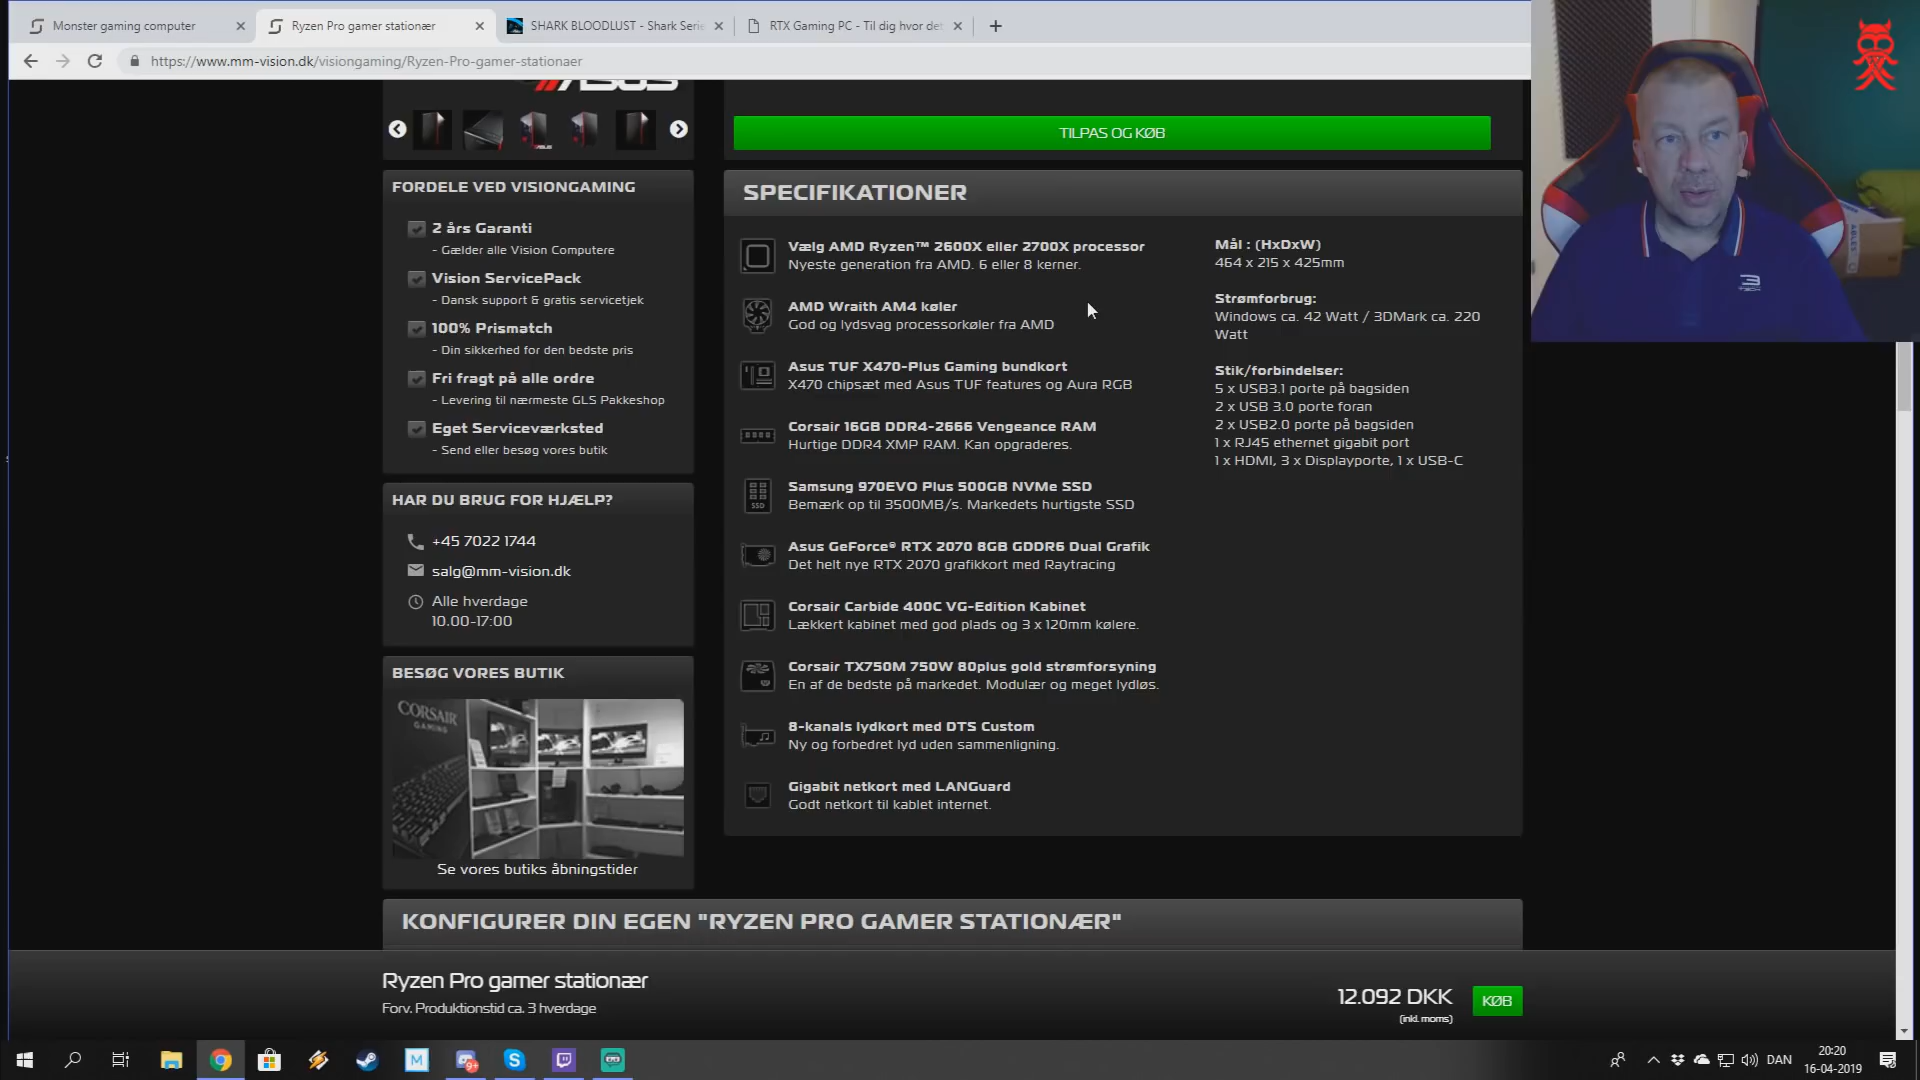 Monster gaming computer
Ryzen Pro gamer stationær
SHARK BLOODLUST - Shark Serie
RTX Gaming PC - Til dig hvor det
https://www.mm-vision.dk/visiongaming/Ryzen-Pro-gamer-stationaer
ASUS
TILPAS OG KØB
FORDELE VED VISIONGAMING
2 års Garanti
- Gælder alle Vision Computere
Vision ServicePack
- Dansk support & gratis servicetjek
100% Prismatch
- Din sikkerhed for den bedste pris
Fri fragt på alle ordre
- Levering til nærmeste GLS Pakkeshop
Eget Serviceværksted
- Send eller besøg vores butik
HAR DU BRUG FOR HJÆLP?
+45 7022 1744
salg@mm-vision.dk
Alle hverdage
10.00-17:00
BESØG VORES BUTIK
CORSAIR
GAMING
Se vores butiks åbningstider
SPECIFIKATIONER
Vælg AMD Ryzen™ 2600X eller 2700X processor
Nyeste generation fra AMD. 6 eller 8 kerner.
AMD Wraith AM4 køler
God og lydsvag processorkøler fra AMD
Asus TUF X470-Plus Gaming bundkort
X470 chipsæt med Asus TUF features og Aura RGB
Corsair 16GB DDR4-2666 Vengeance RAM
Hurtige DDR4 XMP RAM. Kan opgraderes.
SSD
Samsung 970EVO Plus 500GB NVMe SSD
Bemærk op til 3500MB/s. Markedets hurtigste SSD
Asus GeForce® RTX 2070 8GB GDDR6 Dual Grafik
Det helt nye RTX 2070 grafikkort med Raytracing
Corsair Carbide 400C VG-Edition Kabinet
Lækkert kabinet med god plads og 3 x 120mm kølere.
Corsair TX750M 750W 80plus gold strømforsyning
En af de bedste på markedet. Modulær og meget lydløs.
8-kanals lydkort med DTS Custom
Ny og forbedret lyd uden sammenligning.
Gigabit netkort med LANGuard
Godt netkort til kablet internet.
Mål : (HxDxW)
464 x 215 x 425mm
Strømforbrug:
Windows ca. 42 Watt / 3DMark ca. 220
Watt
Stik/forbindelser:
5 x USB3.1 porte på bagsiden
2 x USB 3.0 porte foran
2 x USB2.0 porte på bagsiden
1 x RJ45 ethernet gigabit port
1 x HDMI, 3 x Displayporte, 1 x USB-C
KONFIGURER DIN EGEN "RYZEN PRO GAMER STATIONÆR"
Ryzen Pro gamer stationær
Forv. Produktionstid ca. 3 hverdage
12.092 DKK
(inkl. moms)
KØB
M
9+
DAN
20:20
16-04-2019